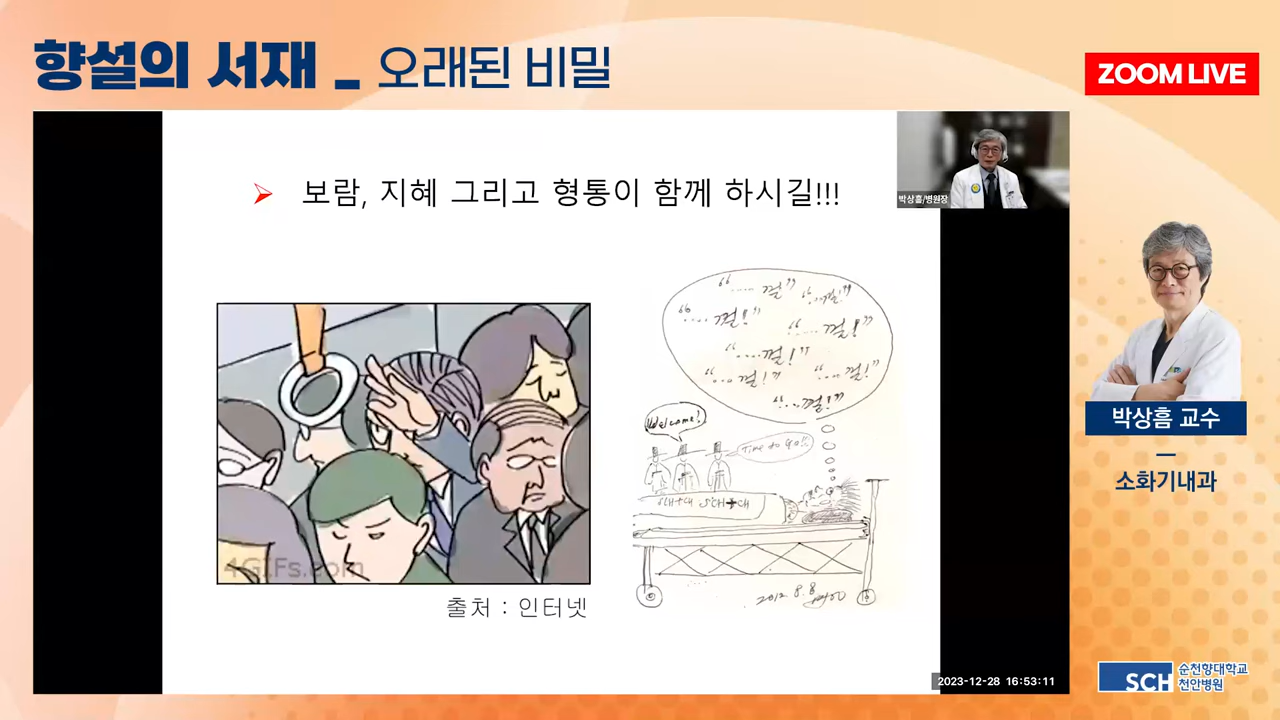 향설의 서재 _ 오래된 비밀
ZOOM LIVE
보람, 지혜 그리고 형통이 함께 하시길!!!
박상흠/병원장
“.....껄”
“...껄!”
“....껄!”
“....껄!”
“....껄!”
“...껄!”
“....껄!”
“...껄!”
Welcome!
Time to Go!!
4GIFs.com
2012 8.8
출처 : 인터넷
박상흠 교수
소화기내과
2023-12-28 16:53:11
SCH 순천향대학교
천안병원